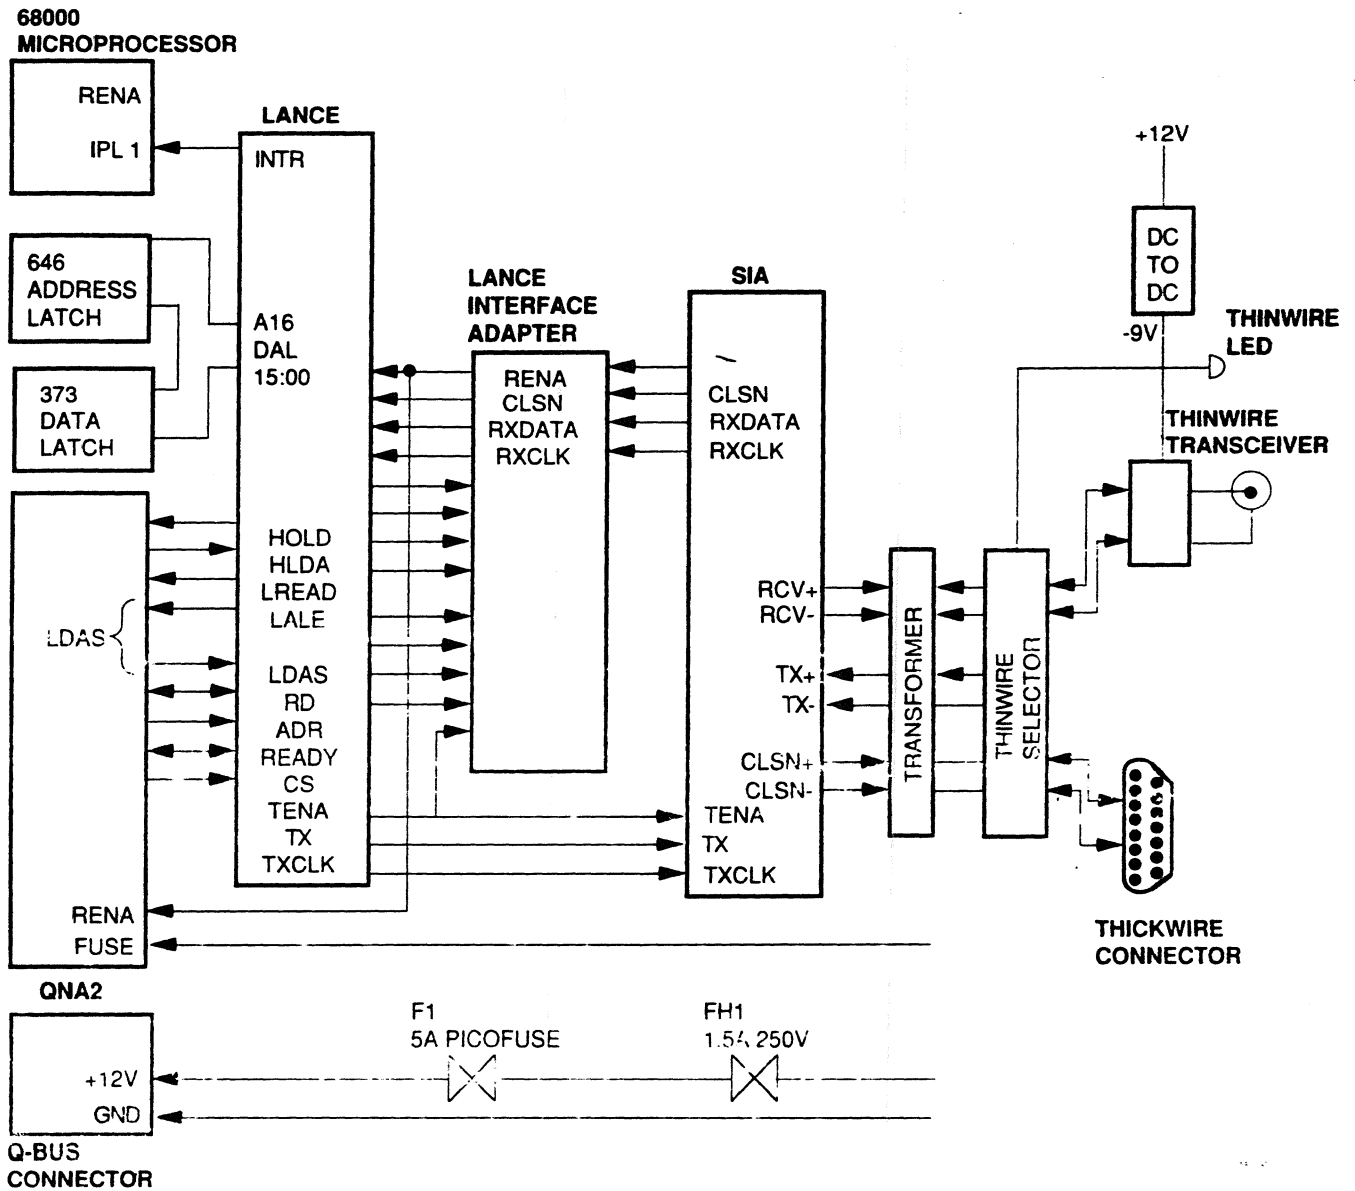 68000
MICROPROCESSOR
RENA
IPL 1
LANCE
INTR
646
ADDRESS
LATCH
373
DATA
LATCH
A16
DAL
15:00
LANCE
INTERFACE
ADAPTER
RENA
CLSN
RXDATA
RXCLK
SIA
CLSN
RXDATA
RXCLK
+12V
DC
TO
DC
-9V
THINWIRE
LED
THINWIRE
TRANSCEIVER
HOLD
HLDA
LREAD
LALE
LDAS
LDAS
RD
ADR
READY
CS
TENA
TX
TXCLK
RCV+
RCV-
TX+
TX-
CLSN+
CLSN-
TENA
TX
TXCLK
TRANSFORMER
THINWIRE
SELECTOR
RENA
FUSE
QNA2
THICKWIRE
CONNECTOR
F1
5A PICOFUSE
FH1
1.5A 250V
+12V
GND
Q-BUS
CONNECTOR